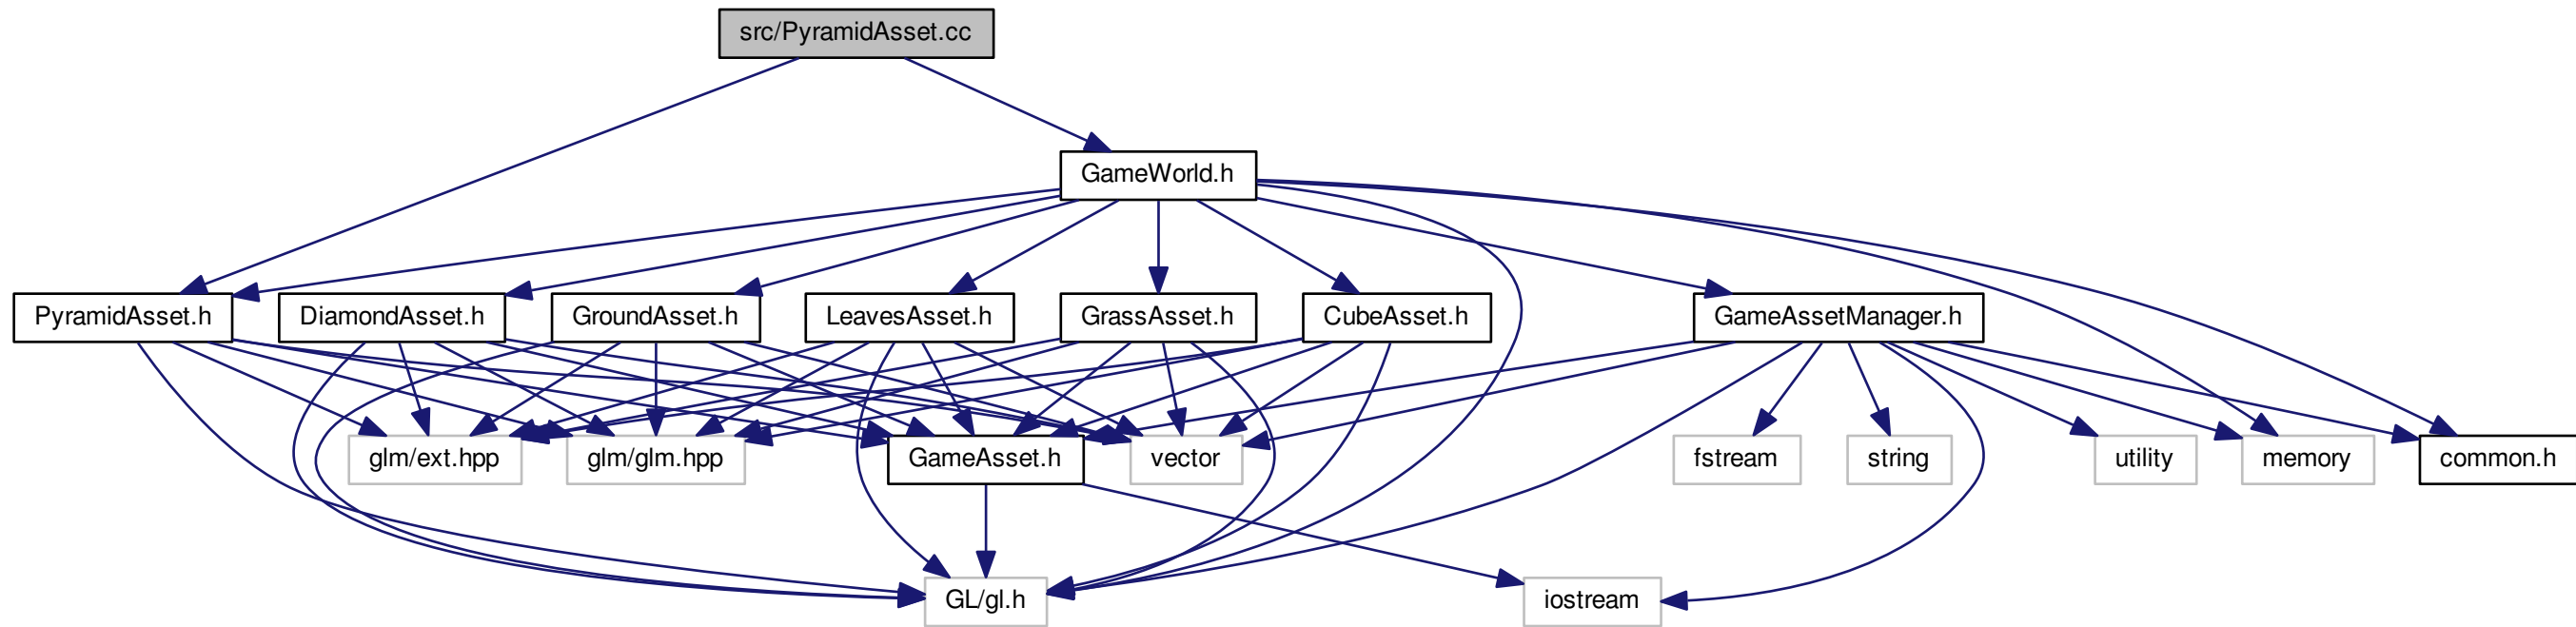 src/PyramidAsset.cc
GameWorld.h
PyramidAsset.h
DiamondAsset.h
GroundAsset.h
LeavesAsset.h
GrassAsset.h
CubeAsset.h
GameAssetManager.h
glm/ext.hpp
glm/glm.hpp
GameAsset.h
vector
fstream
string
utility
memory
common.h
GL/gl.h
iostream